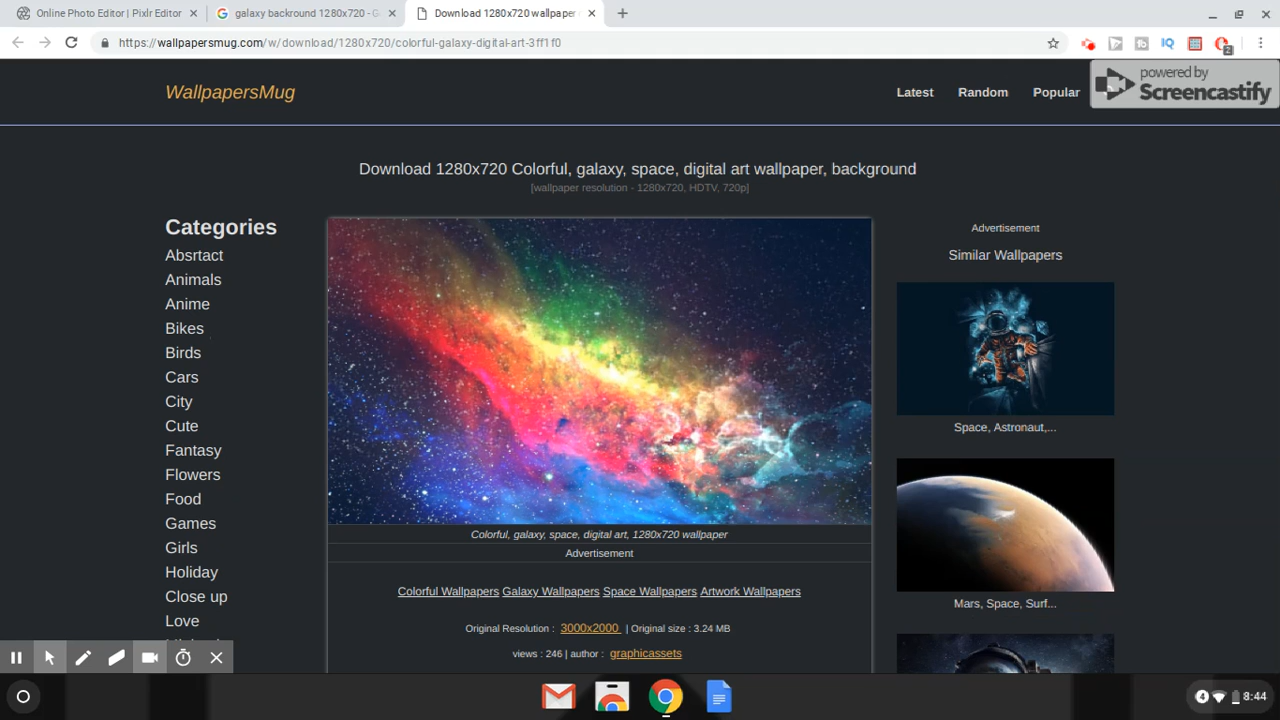 Online Photo Editor | Pixlr Editor
galaxy backround 1280x720 - G
Download 1280x720 wallpaper
https://wallpapersmug.com/w/download/1280x720/colorful-galaxy-digital-art-3ff1f0
2
WallpapersMug
Latest
Random
Popular
powered by
Screencastify
Download 1280x720 Colorful, galaxy, space, digital art wallpaper, background
[wallpaper resolution - 1280x720, HDTV, 720p]
Categories
Absrtact
Animals
Anime
Bikes
Birds
Cars
City
Cute
Fantasy
Flowers
Food
Games
Girls
Holiday
Close up
Love
Colorful, galaxy, space, digital art, 1280x720 wallpaper
Advertisement
Colorful Wallpapers Galaxy Wallpapers Space Wallpapers Artwork Wallpapers
Original Resolution : 3000x2000 | Original size : 3.24 MB
views : 246 | author : graphicassets
Advertisement
Similar Wallpapers
Space, Astronaut,...
Mars, Space, Surf...
4
8:44